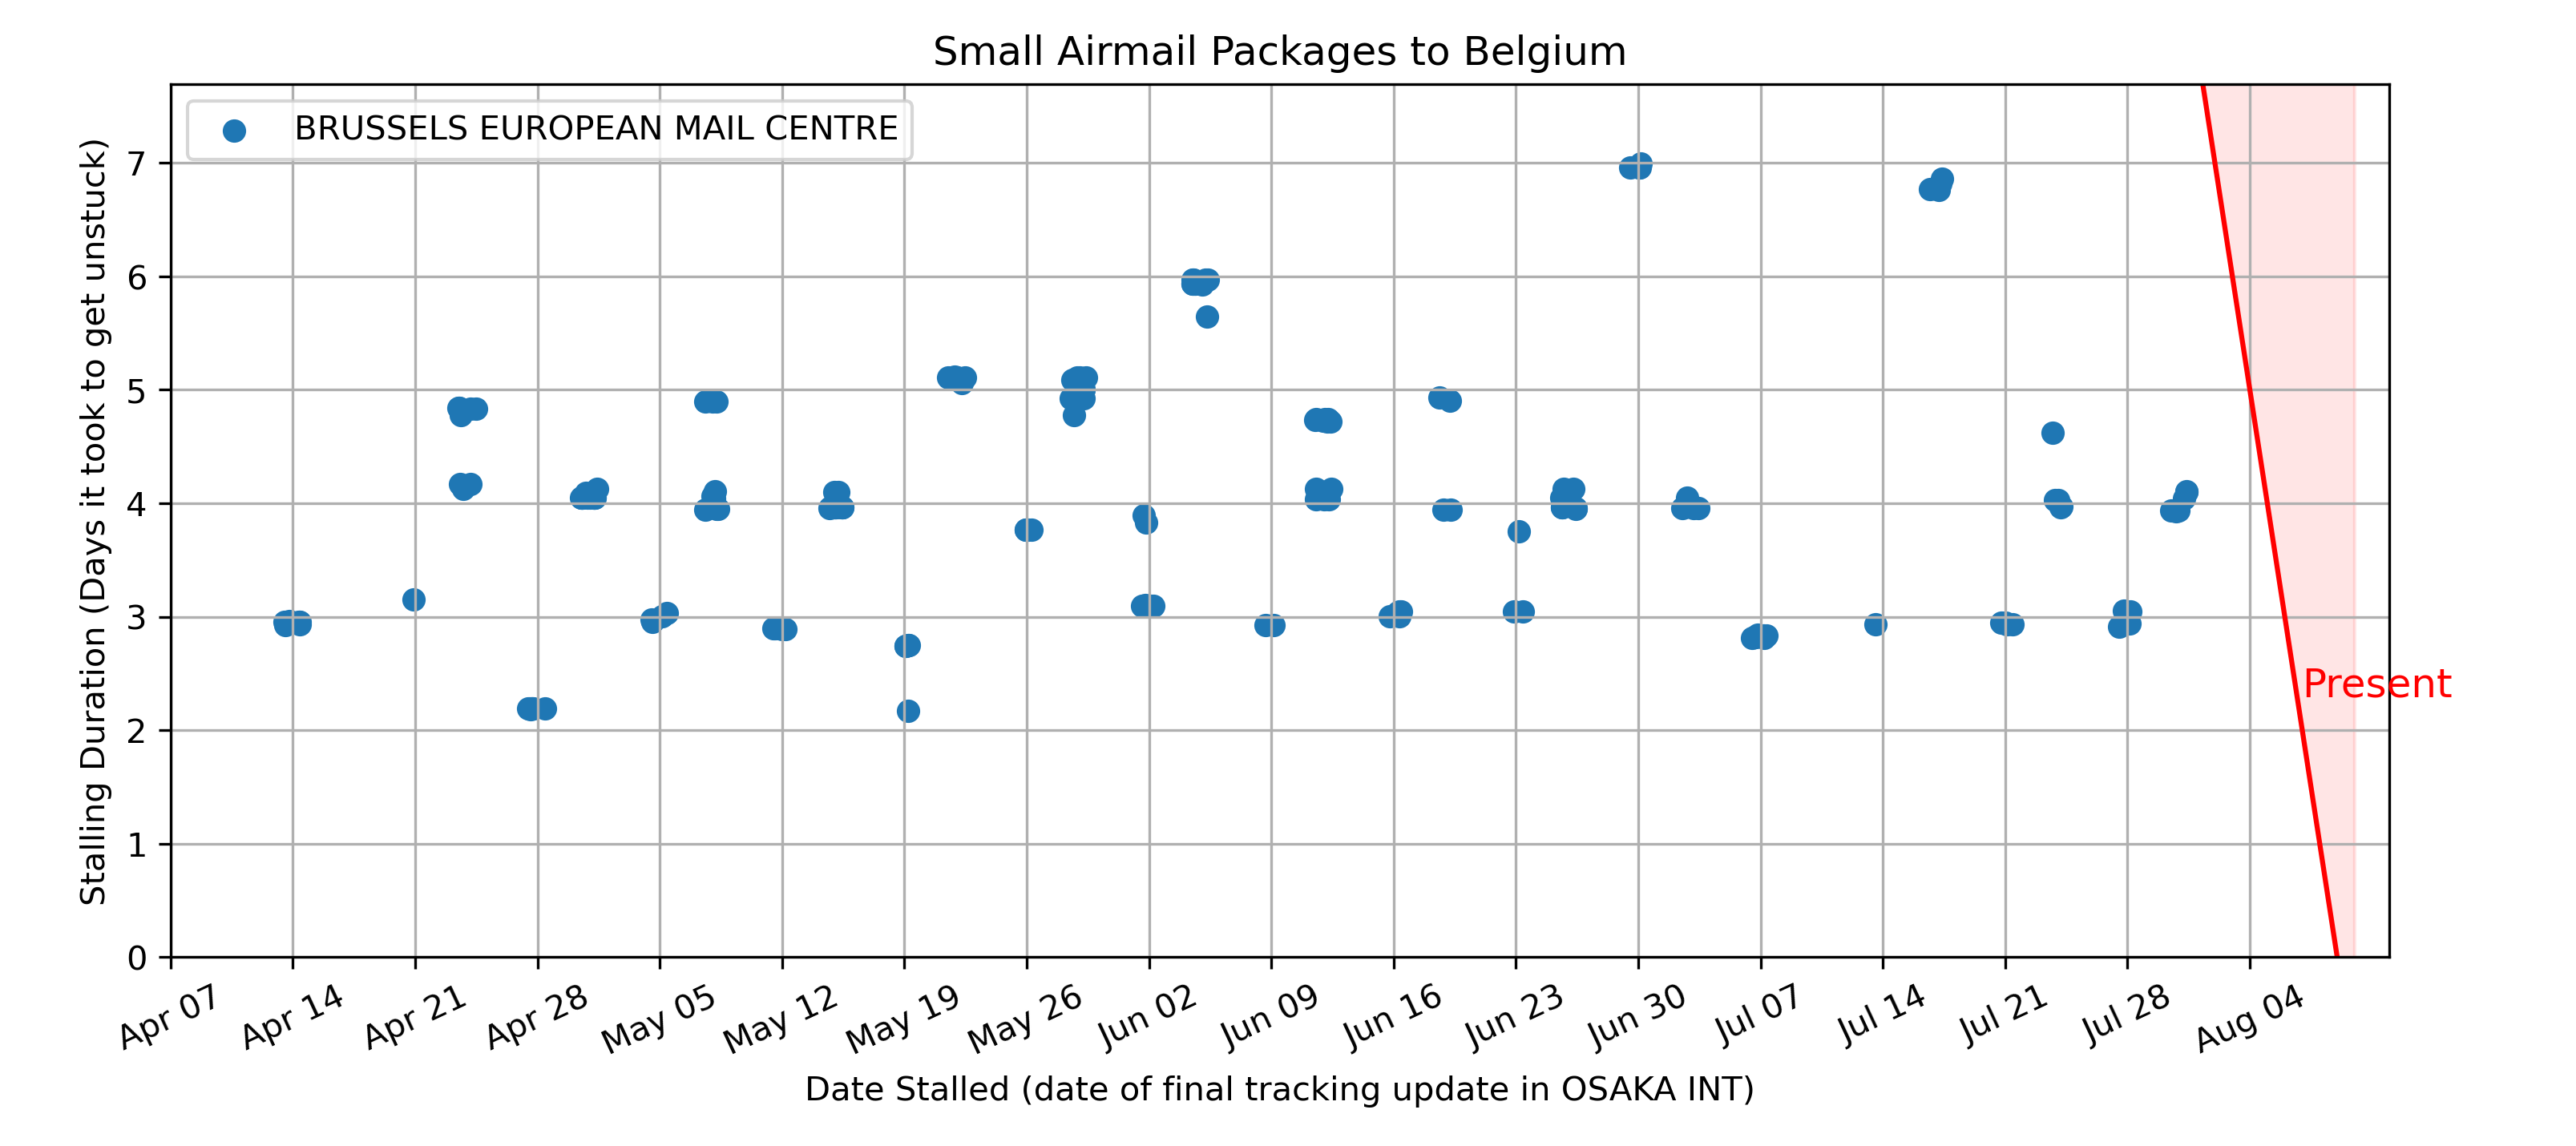 Small Airmail Packages to Belgium
BRUSSELS EUROPEAN MAIL CENTRE
Stalling Duration (Days it took to get unstuck)
7
6
5
4
3
2
1
0
Present
Apr 07
Apr 14
Apr 21
Apr 28
May 05
May 12
May 19
May 26
Jun 02
Jun 09
Jun 16
Jun 23
Jun 30
Jul 07
Jul 14
Jul 21
Jul 28
Aug 04
Date Stalled (date of final tracking update in OSAKA INT)